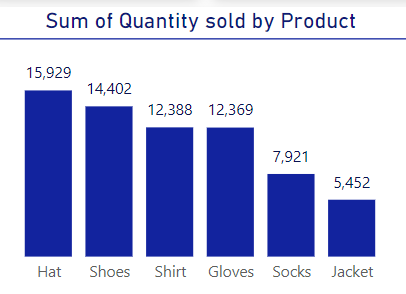 Sum of Quantity sold by Product
15,929
14,402
12,388 12,369
7,921
5,452
Hat Shoes Shirt Gloves Socks Jacket